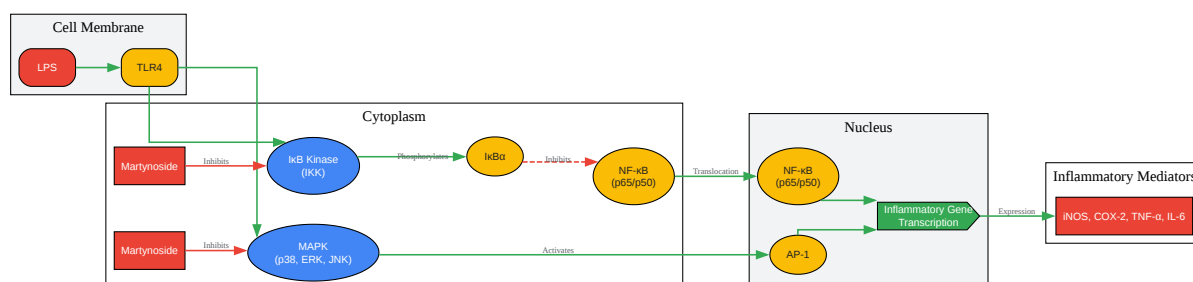 Cell Membrane
LPS
TLR4
Cytoplasm
Martynoside
Inhibits
IκB Kinase
(IKK)
Phosphorylates
IκBα
Inhibits
NF-κB
(p65/p50)
Translocation
Martynoside
Inhibits
MAPK
(p38, ERK, JNK)
Activates
Nucleus
NF-κB
(p65/p50)
AP-1
Inflammatory Gene
Transcription
Expression
Inflammatory Mediators
iNOS, COX-2, TNF-α, IL-6